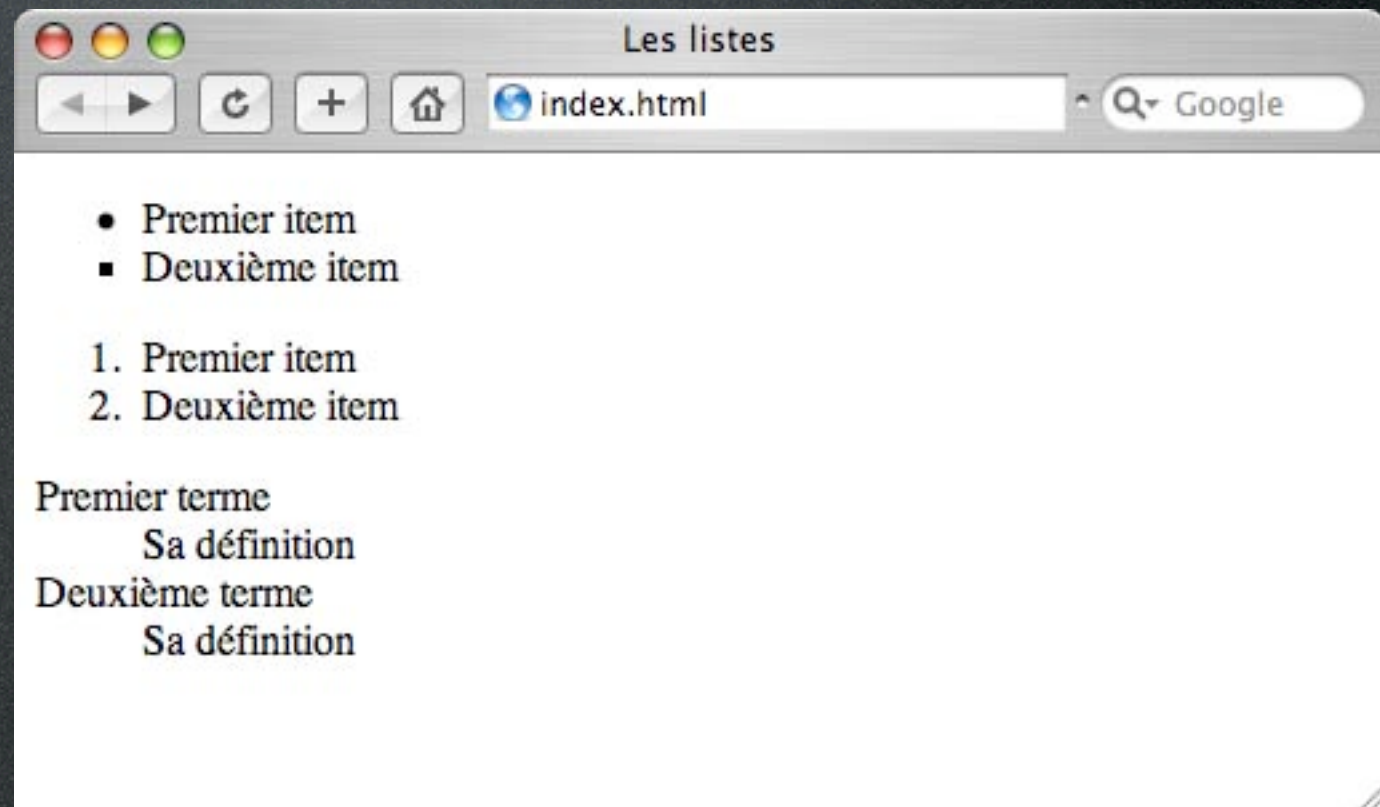 Les listes
index.html Google
• Premier item
▪ Deuxième item
1. Premier item
2. Deuxième item
Premier terme
Sa définition
Deuxième terme
Sa définition